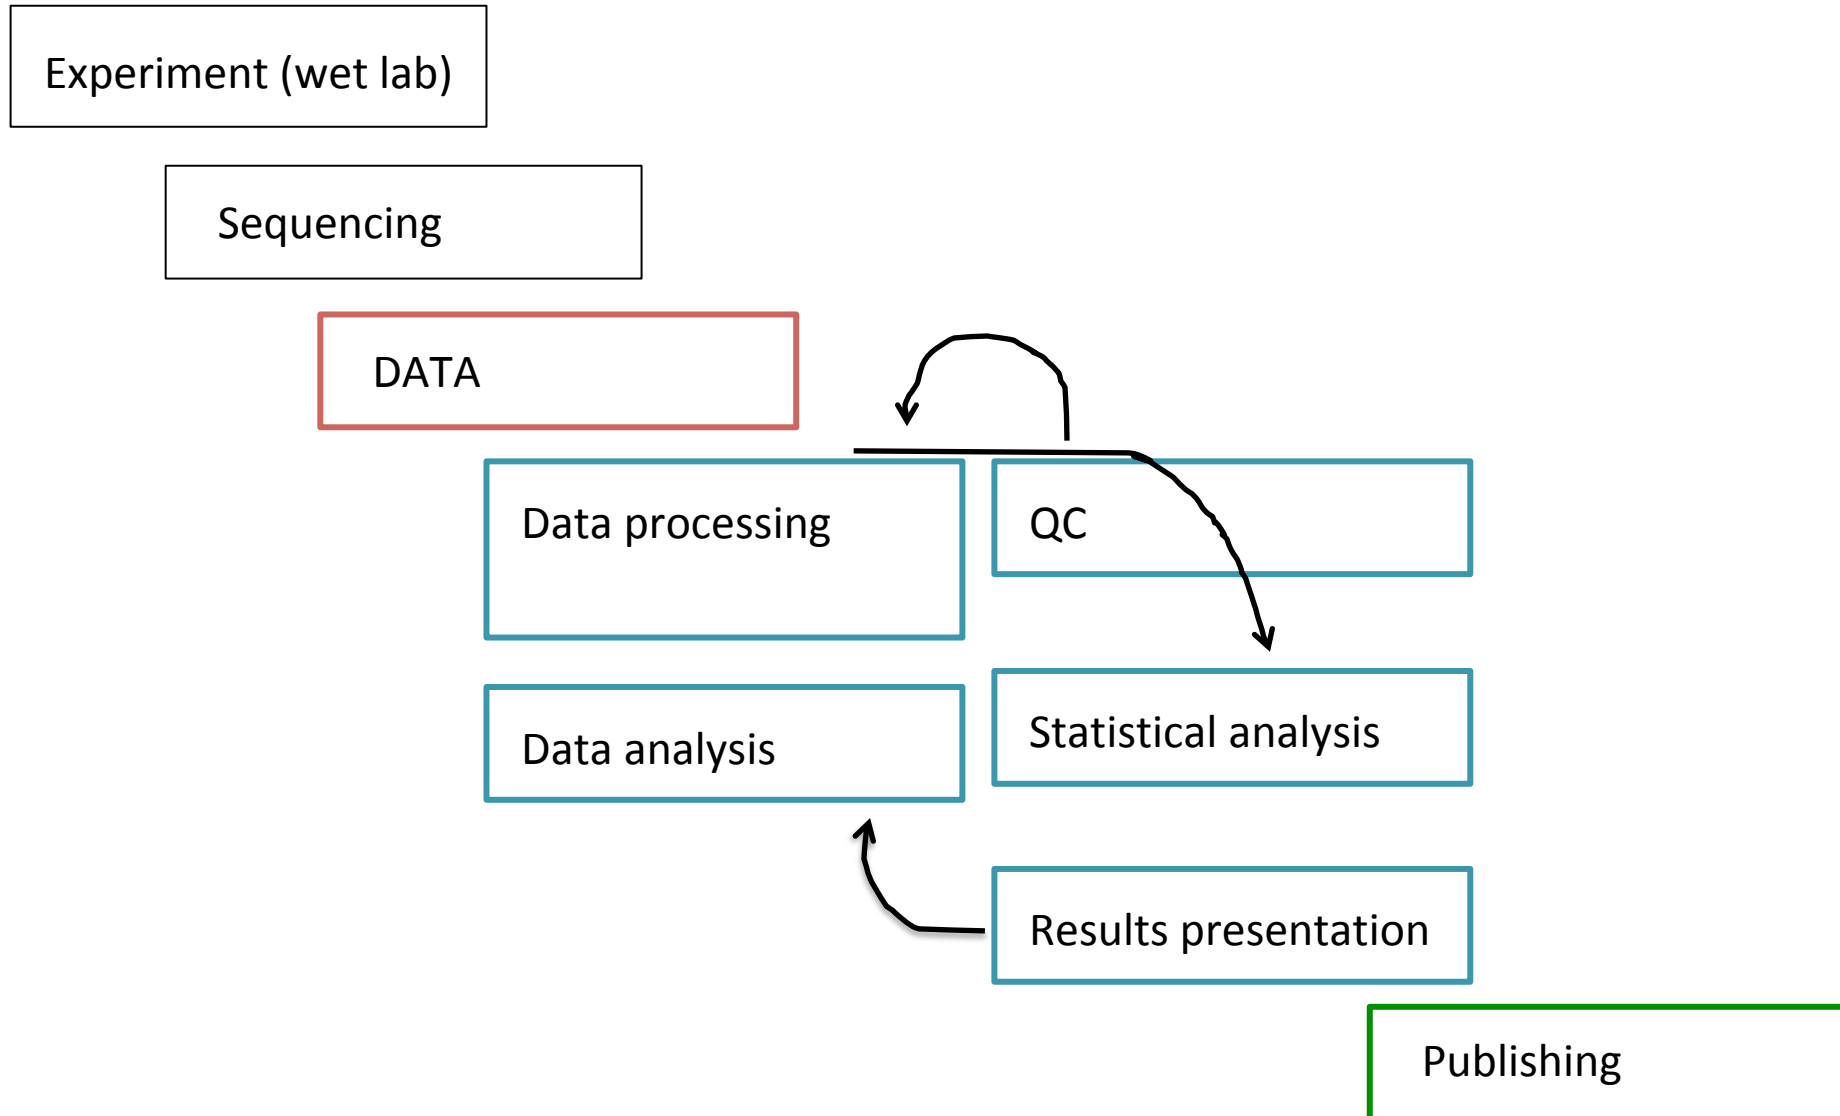 Experiment (wet lab)
Sequencing
DATA
Data processing
QC
Data analysis
Statistical analysis
Results presentation
Publishing